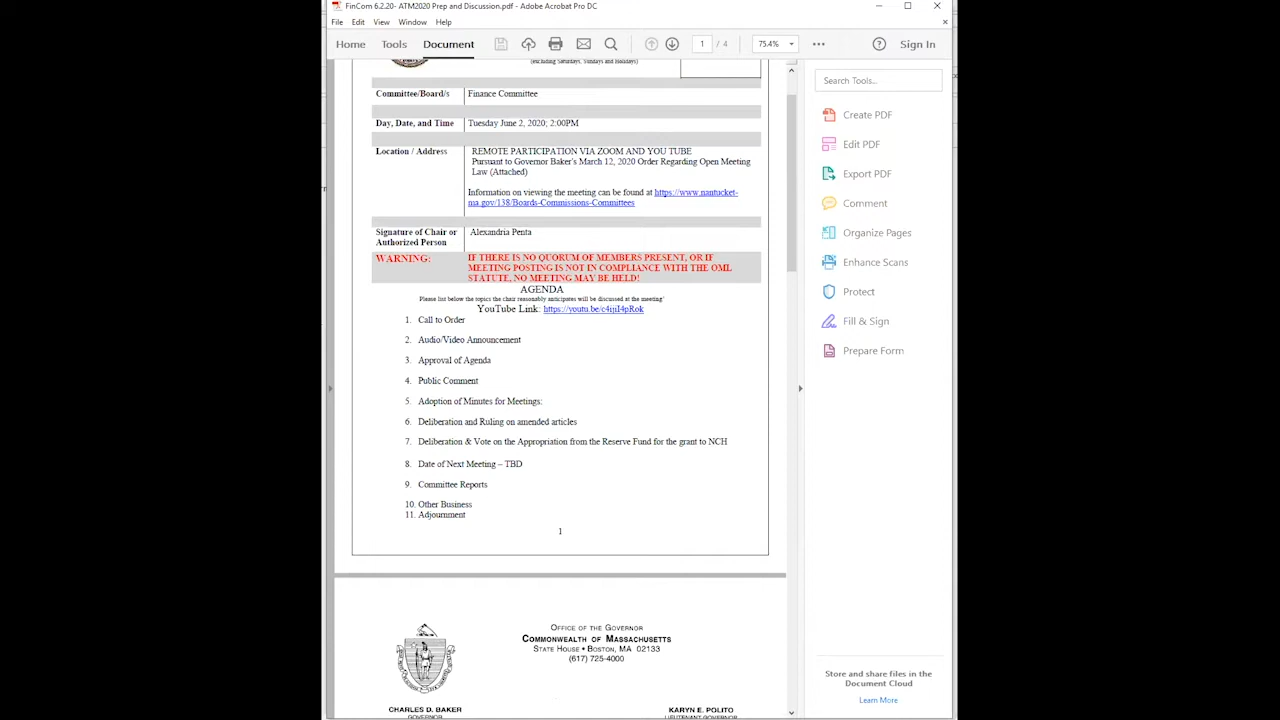 FinCom 6.2.20- ATM2020 Prep and Discussion.pdf - Adobe Acrobat Pro DC
File Edit View Window Help
Home Tools Document 1 / 4 75.4% Sign In
(excluding Saturdays, Sundays and Holidays)
Committee/Board/s Finance Committee
Day, Date, and Time Tuesday June 2, 2020; 2:00PM
Location / Address REMOTE PARTICIPATION VIA ZOOM AND YOU TUBE
Pursuant to Governor Baker's March 12, 2020 Order Regarding Open Meeting
Law (Attached)
Information on viewing the meeting can be found at https://www.nantucket-
ma.gov/138/Boards-Commissions-Committees
Signature of Chair or Alexandria Penta
Authorized Person
WARNING: IF THERE IS NO QUORUM OF MEMBERS PRESENT, OR IF
MEETING POSTING IS NOT IN COMPLIANCE WITH THE OML
STATUTE, NO MEETING MAY BE HELD!
AGENDA
Please list below the topics the chair reasonably anticipates will be discussed at the meeting
YouTube Link:
1. Call to Order
2. Audio/Video Announcement
3. Approval of Agenda
4. Public Comment
5. Adoption of Minutes for Meetings:
6. Deliberation and Ruling on amended articles
7. Deliberation & Vote on the Appropriation from the Reserve Fund for the grant to NCH
8. Date of Next Meeting – TBD
9. Committee Reports
10. Other Business
11. Adjournment
1
OFFICE OF THE GOVERNOR
COMMONWEALTH OF MASSACHUSETTS
STATE HOUSE • BOSTON, MA 02133
(617) 725-4000
CHARLES D. BAKER KARYN E. POLITO
GOVERNOR LIEUTENANT GOVERNOR
Search Tools...
Create PDF
Edit PDF
Export PDF
Comment
Organize Pages
Enhance Scans
Protect
Fill & Sign
Prepare Form
Store and share files in the
Document Cloud
Learn More